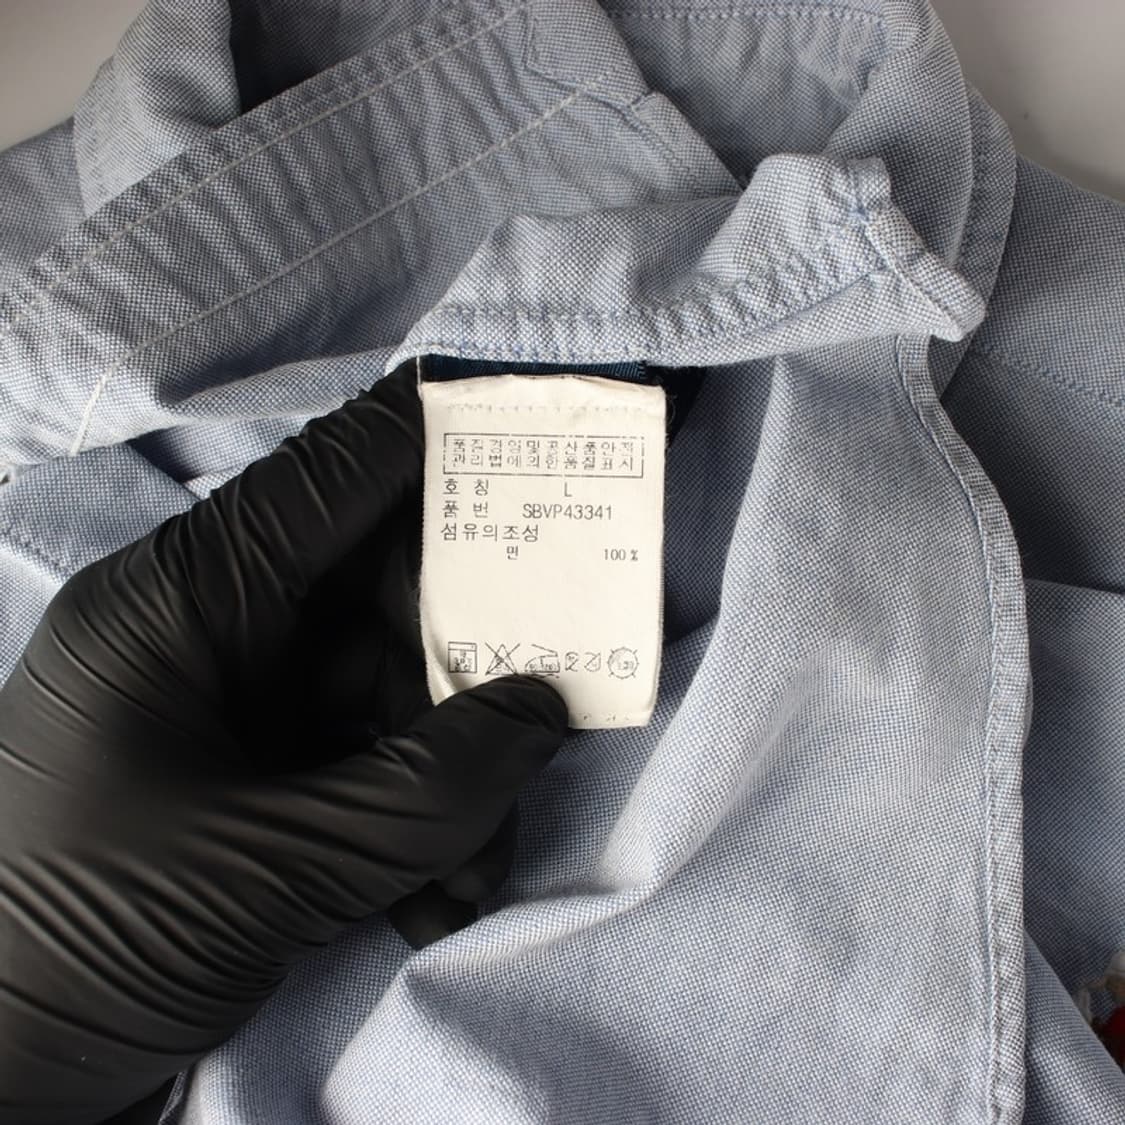 품질경영및공산품안전
관리법에의한품질표시
호 칭 L
품 번 SBVP43341
섬유의조성
면 100 %